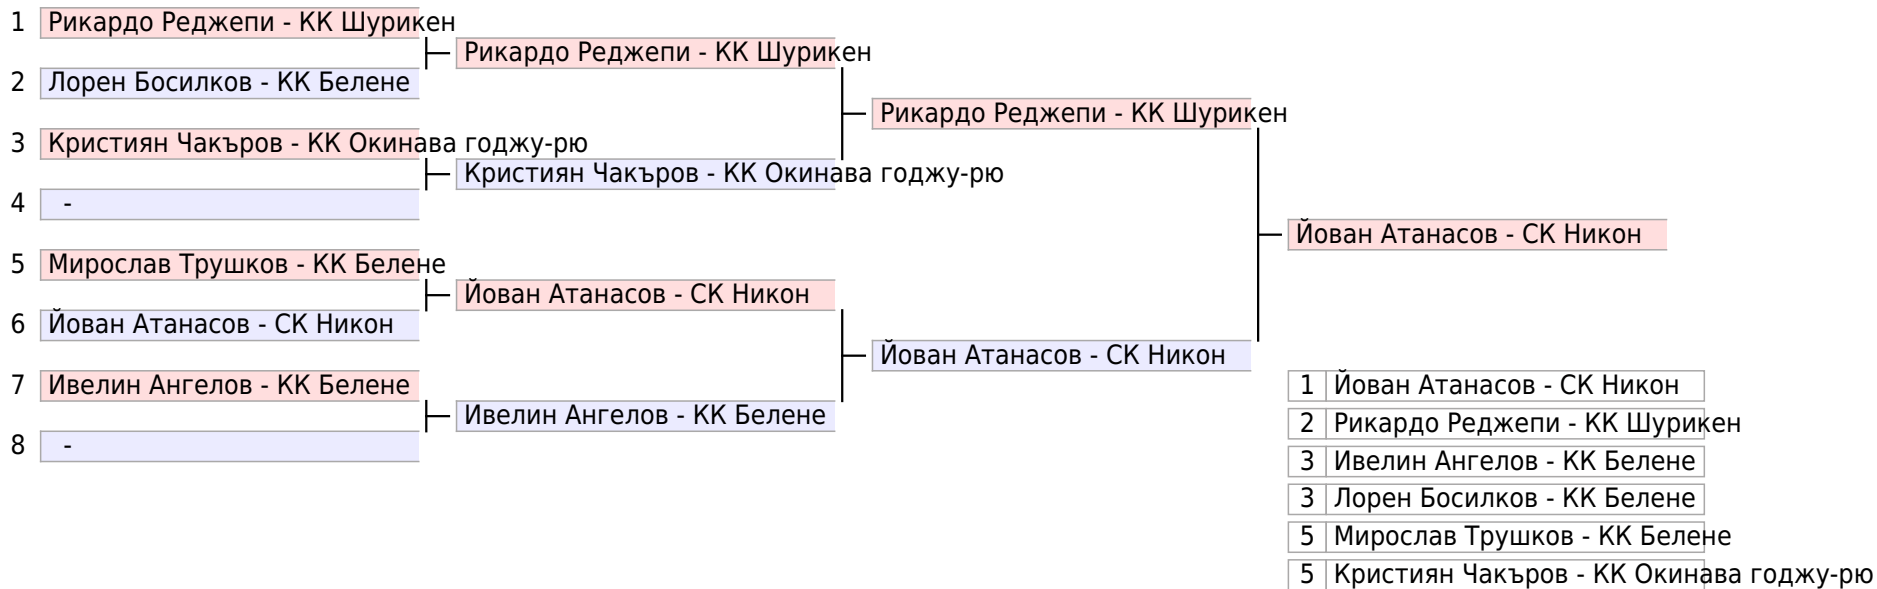 1 Рикардо Реджепи - КК Шурикен
2 Лорен Босилков - КК Белене
3 Кристиян Чакъров - КК Окинава годжу-рю
4 -
5 Мирослав Трушков - КК Белене
6 Йован Атанасов - СК Никон
7 Ивелин Ангелов - КК Белене
8 -
Рикардо Реджепи - КК Шурикен
Кристиян Чакъров - КК Окинава годжу-рю
Йован Атанасов - СК Никон
Ивелин Ангелов - КК Белене
Рикардо Реджепи - КК Шурикен
Йован Атанасов - СК Никон
Йован Атанасов - СК Никон
1 Йован Атанасов - СК Никон
2 Рикардо Реджепи - КК Шурикен
3 Ивелин Ангелов - КК Белене
3 Лорен Босилков - КК Белене
5 Мирослав Трушков - КК Белене
5 Кристиян Чакъров - КК Окинава годжу-рю